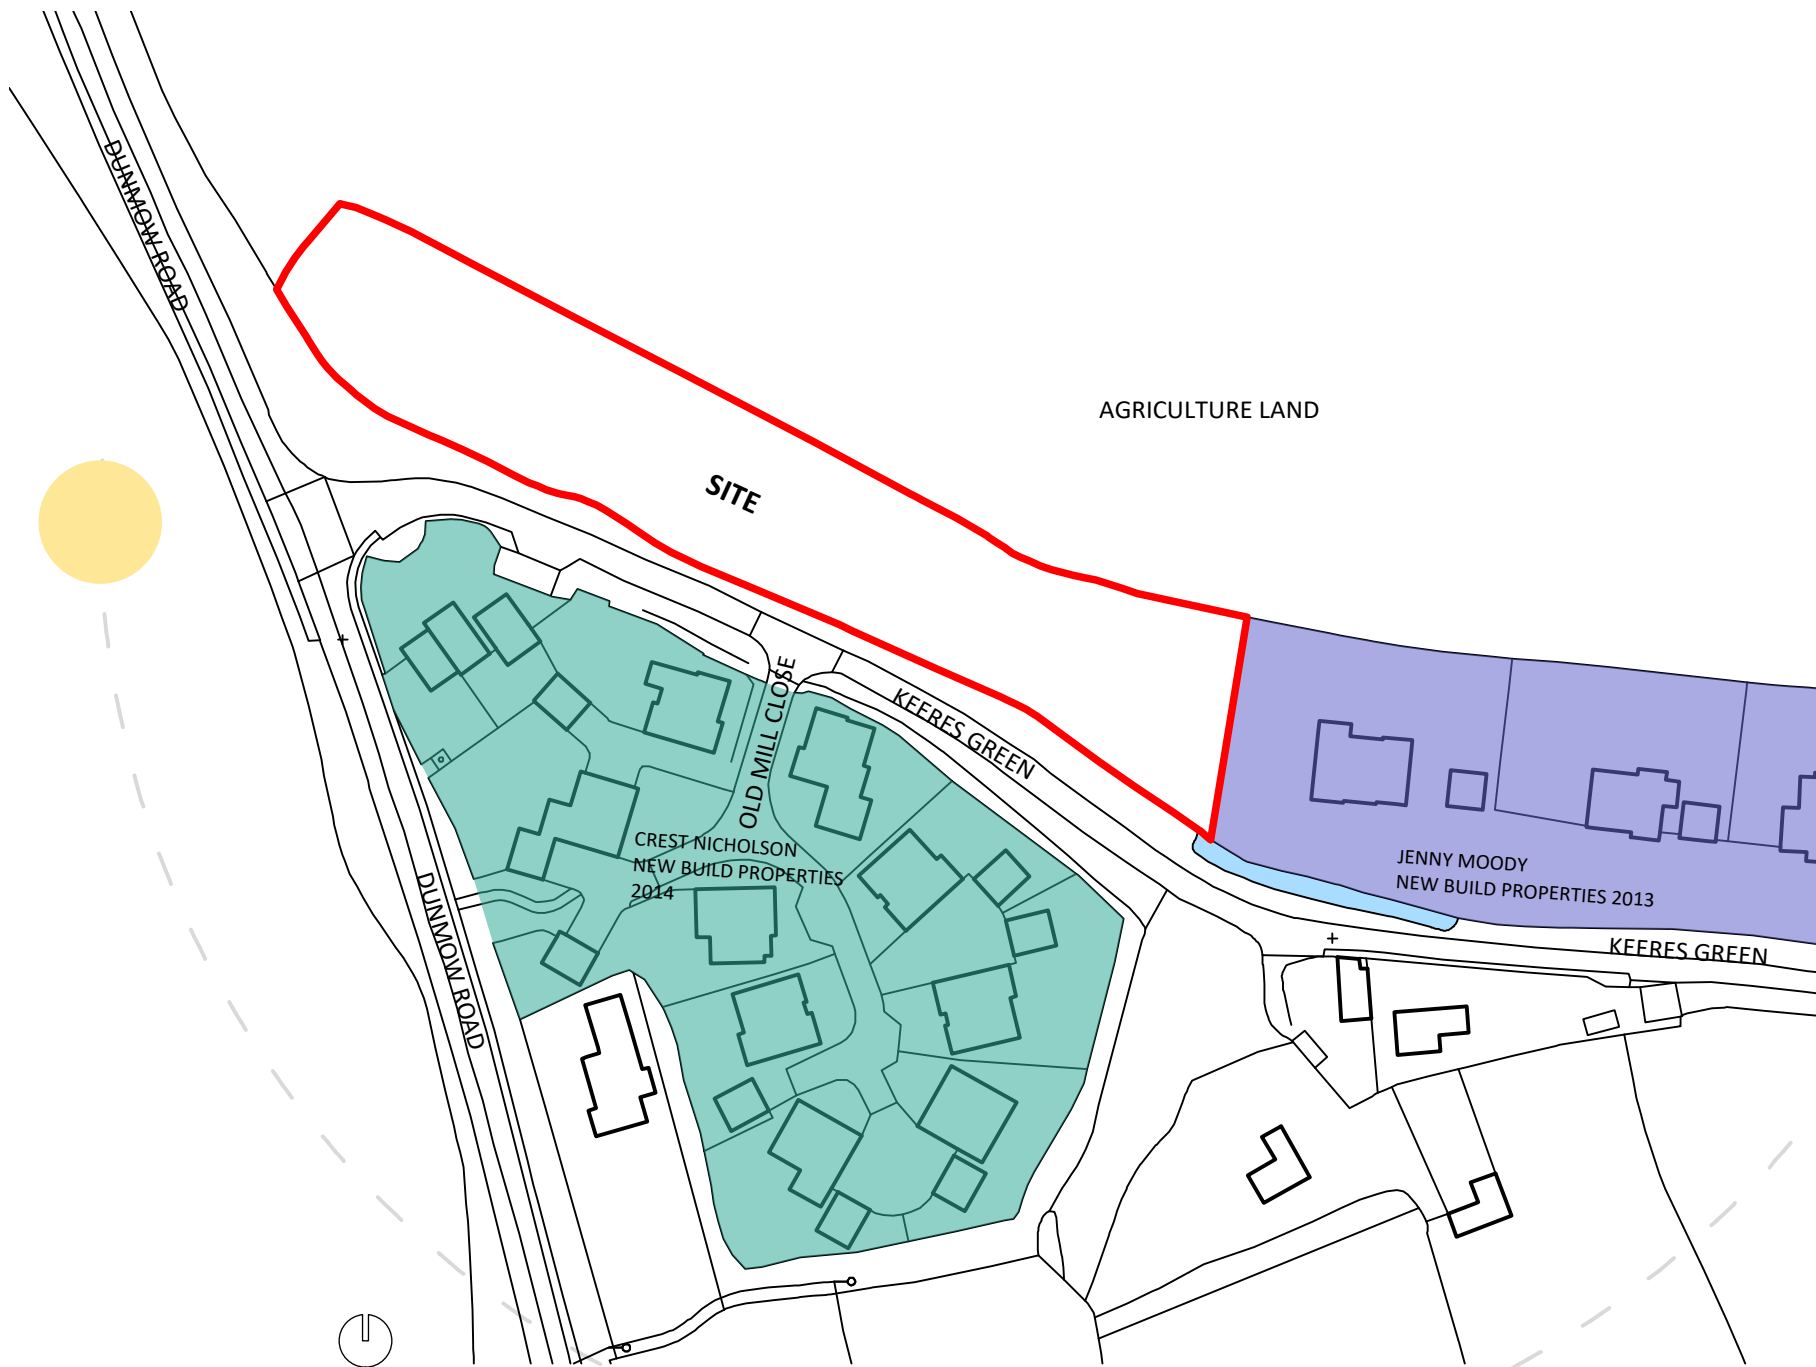 DUNMOW ROAD
AGRICULTURE LAND
SITE
OLD MILL CLOSE
KEERES GREEN
CREST NICHOLSON
NEW BUILD PROPERTIES
2014
JENNY MOODY
NEW BUILD PROPERTIES 2013
DUNMOW ROAD
KEERES GREEN